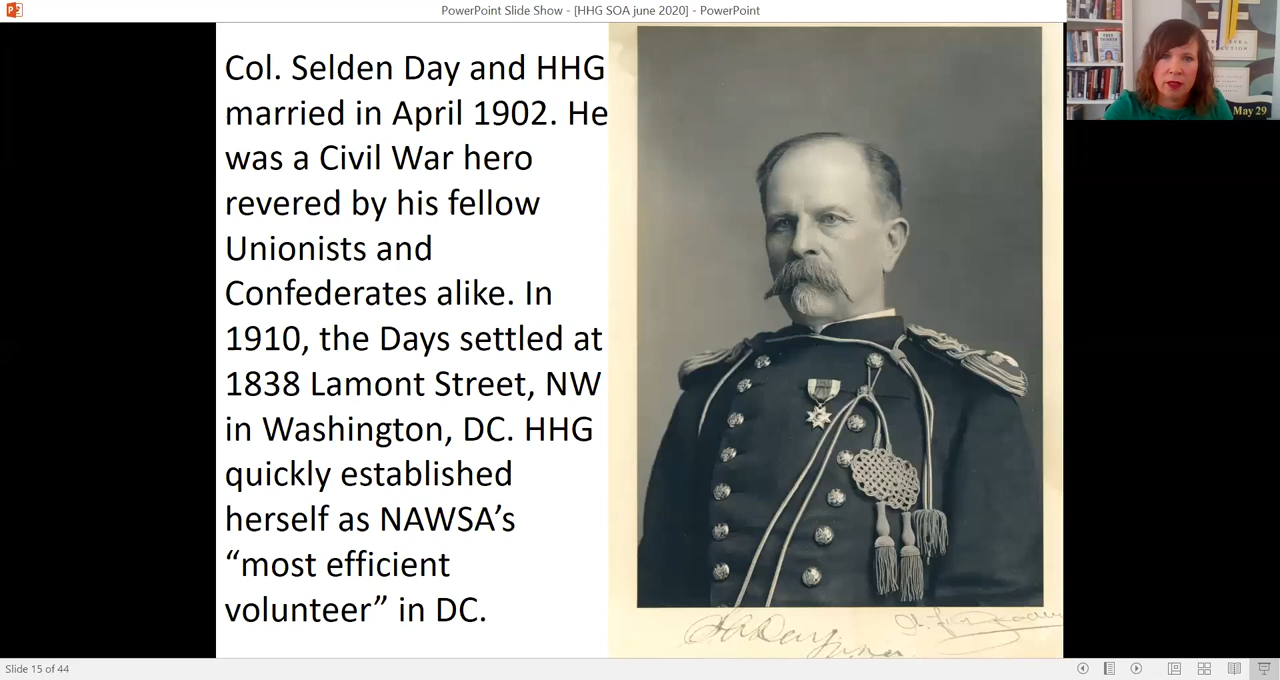 PowerPoint Slide Show - [HHG SOA june 2020] - PowerPoint
Col. Selden Day and HHG
married in April 1902. He
was a Civil War hero
revered by his fellow
Unionists and
Confederates alike. In
1910, the Days settled at
1838 Lamont Street, NW
in Washington, DC. HHG
quickly established
herself as NAWSA’s
“most efficient
volunteer” in DC.
May 29
Slide 15 of 44